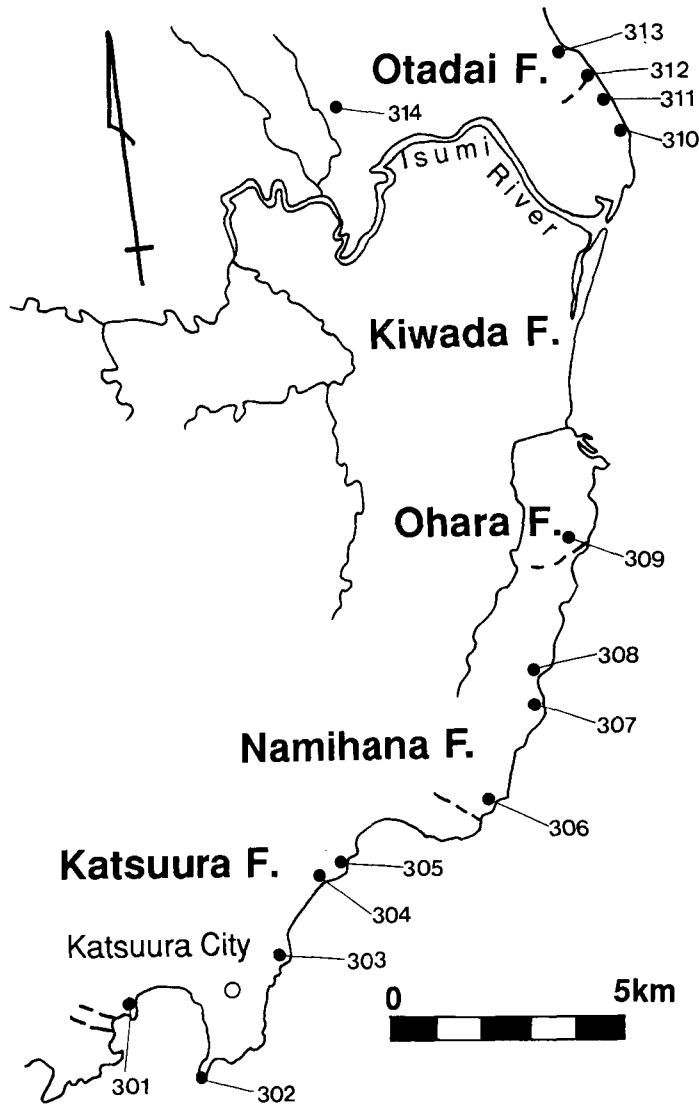 313
Otadai F.
312
311
314
310
Isumi
River
Kiwada F.
Ohara F.
309
308
307
Namihana F.
306
Katsuura F.
305
304
Katsuura City
303
0
5km
301
302